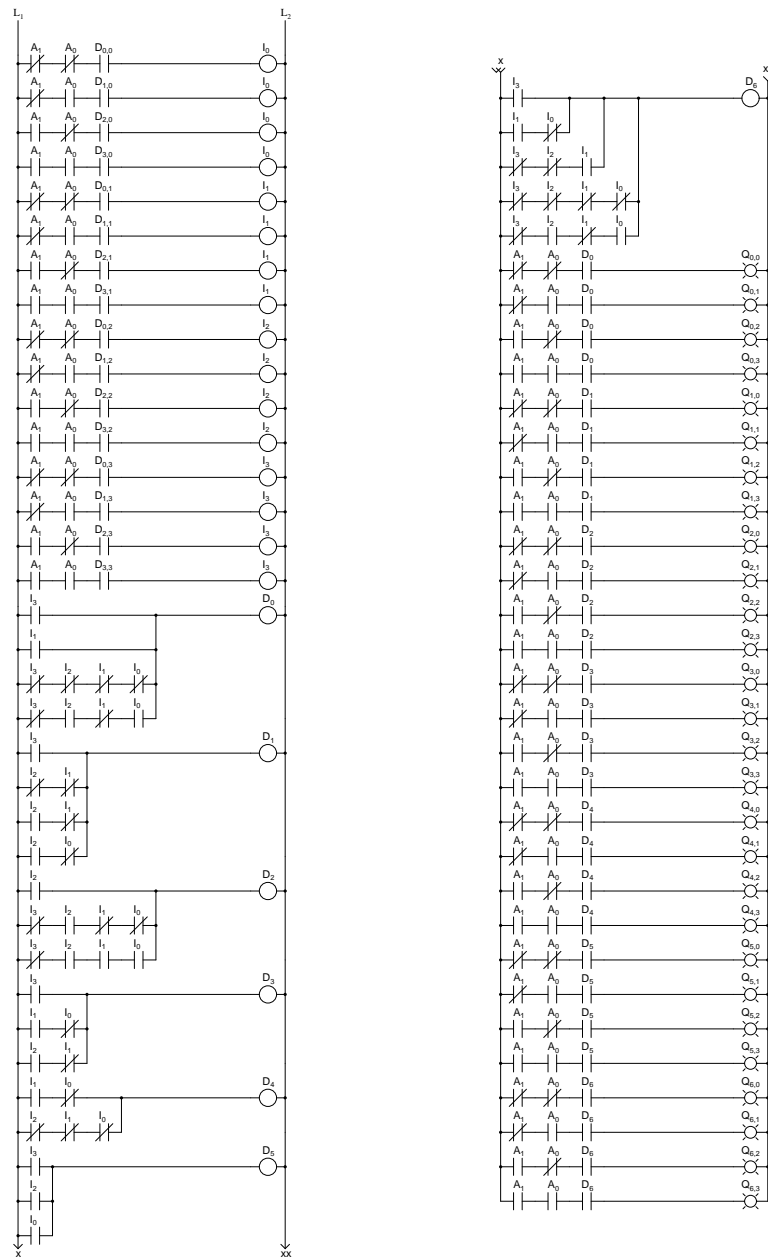 L1 L2
A1 A0 D0,0 I0
A1 A0 D1,0 I0
A1 A0 D2,0 I0
A1 A0 D3,0 I0
A1 A0 D0,1 I1
A1 A0 D1,1 I1
A1 A0 D2,1 I1
A1 A0 D3,1 I1
A1 A0 D0,2 I2
A1 A0 D1,2 I2
A1 A0 D2,2 I2
A1 A0 D3,2 I2
A1 A0 D0,3 I3
A1 A0 D1,3 I3
A1 A0 D2,3 I3
A1 A0 D3,3 I3
I3 D0
I1
I3 I2 I1 I0
I3 I2 I1 I0
I3 D1
I2 I1
I2 I1
I2 I0
I2 D2
I3 I2 I1 I0
I3 I2 I1 I0
I3 D3
I1 I0
I2 I1
I1 I0 D4
I2 I1 I0
I3 D5
I2
I0
x xx
x x
I3 D6
I1 I0
I3 I2 I1
I3 I2 I1 I0
I3 I2 I1 I0
A1 A0 D0 Q0,0
A1 A0 D0 Q0,1
A1 A0 D0 Q0,2
A1 A0 D0 Q0,3
A1 A0 D1 Q1,0
A1 A0 D1 Q1,1
A1 A0 D1 Q1,2
A1 A0 D1 Q1,3
A1 A0 D2 Q2,0
A1 A0 D2 Q2,1
A1 A0 D2 Q2,2
A1 A0 D2 Q2,3
A1 A0 D3 Q3,0
A1 A0 D3 Q3,1
A1 A0 D3 Q3,2
A1 A0 D3 Q3,3
A1 A0 D4 Q4,0
A1 A0 D4 Q4,1
A1 A0 D4 Q4,2
A1 A0 D4 Q4,3
A1 A0 D5 Q5,0
A1 A0 D5 Q5,1
A1 A0 D5 Q5,2
A1 A0 D5 Q5,3
A1 A0 D6 Q6,0
A1 A0 D6 Q6,1
A1 A0 D6 Q6,2
A1 A0 D6 Q6,3